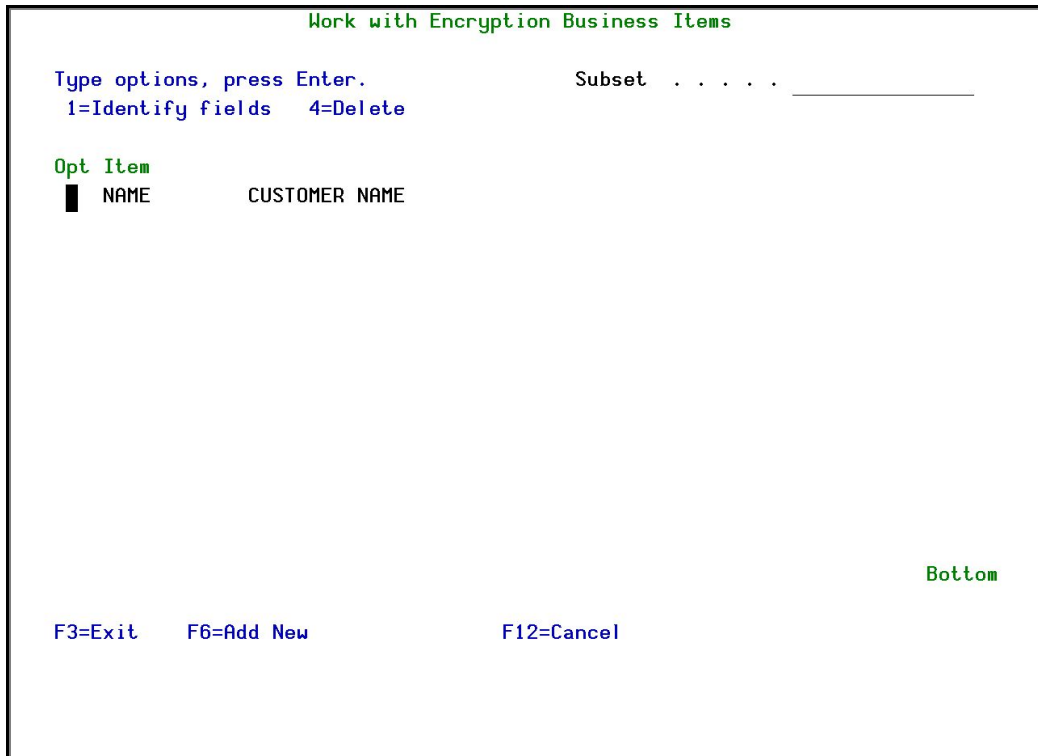 Work with Encryption Business Items
Type options, press Enter. Subset . . . . . 
1=Identify fields 4=Delete
Opt Item
NAME CUSTOMER NAME
Bottom
F3=Exit F6=Add New F12=Cancel